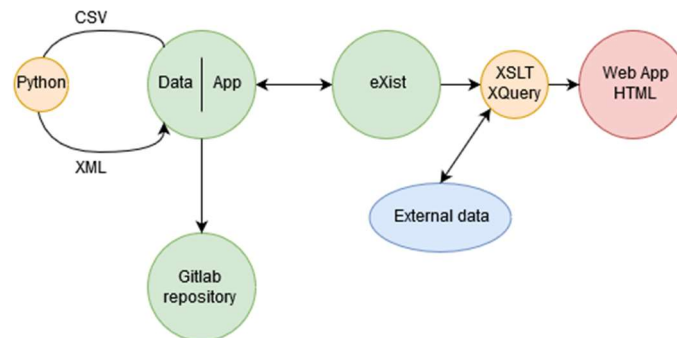 CSV
Python
XML
Data
App
eXist
XSLT
XQuery
Web App
HTML
External data
Gitlab
repository